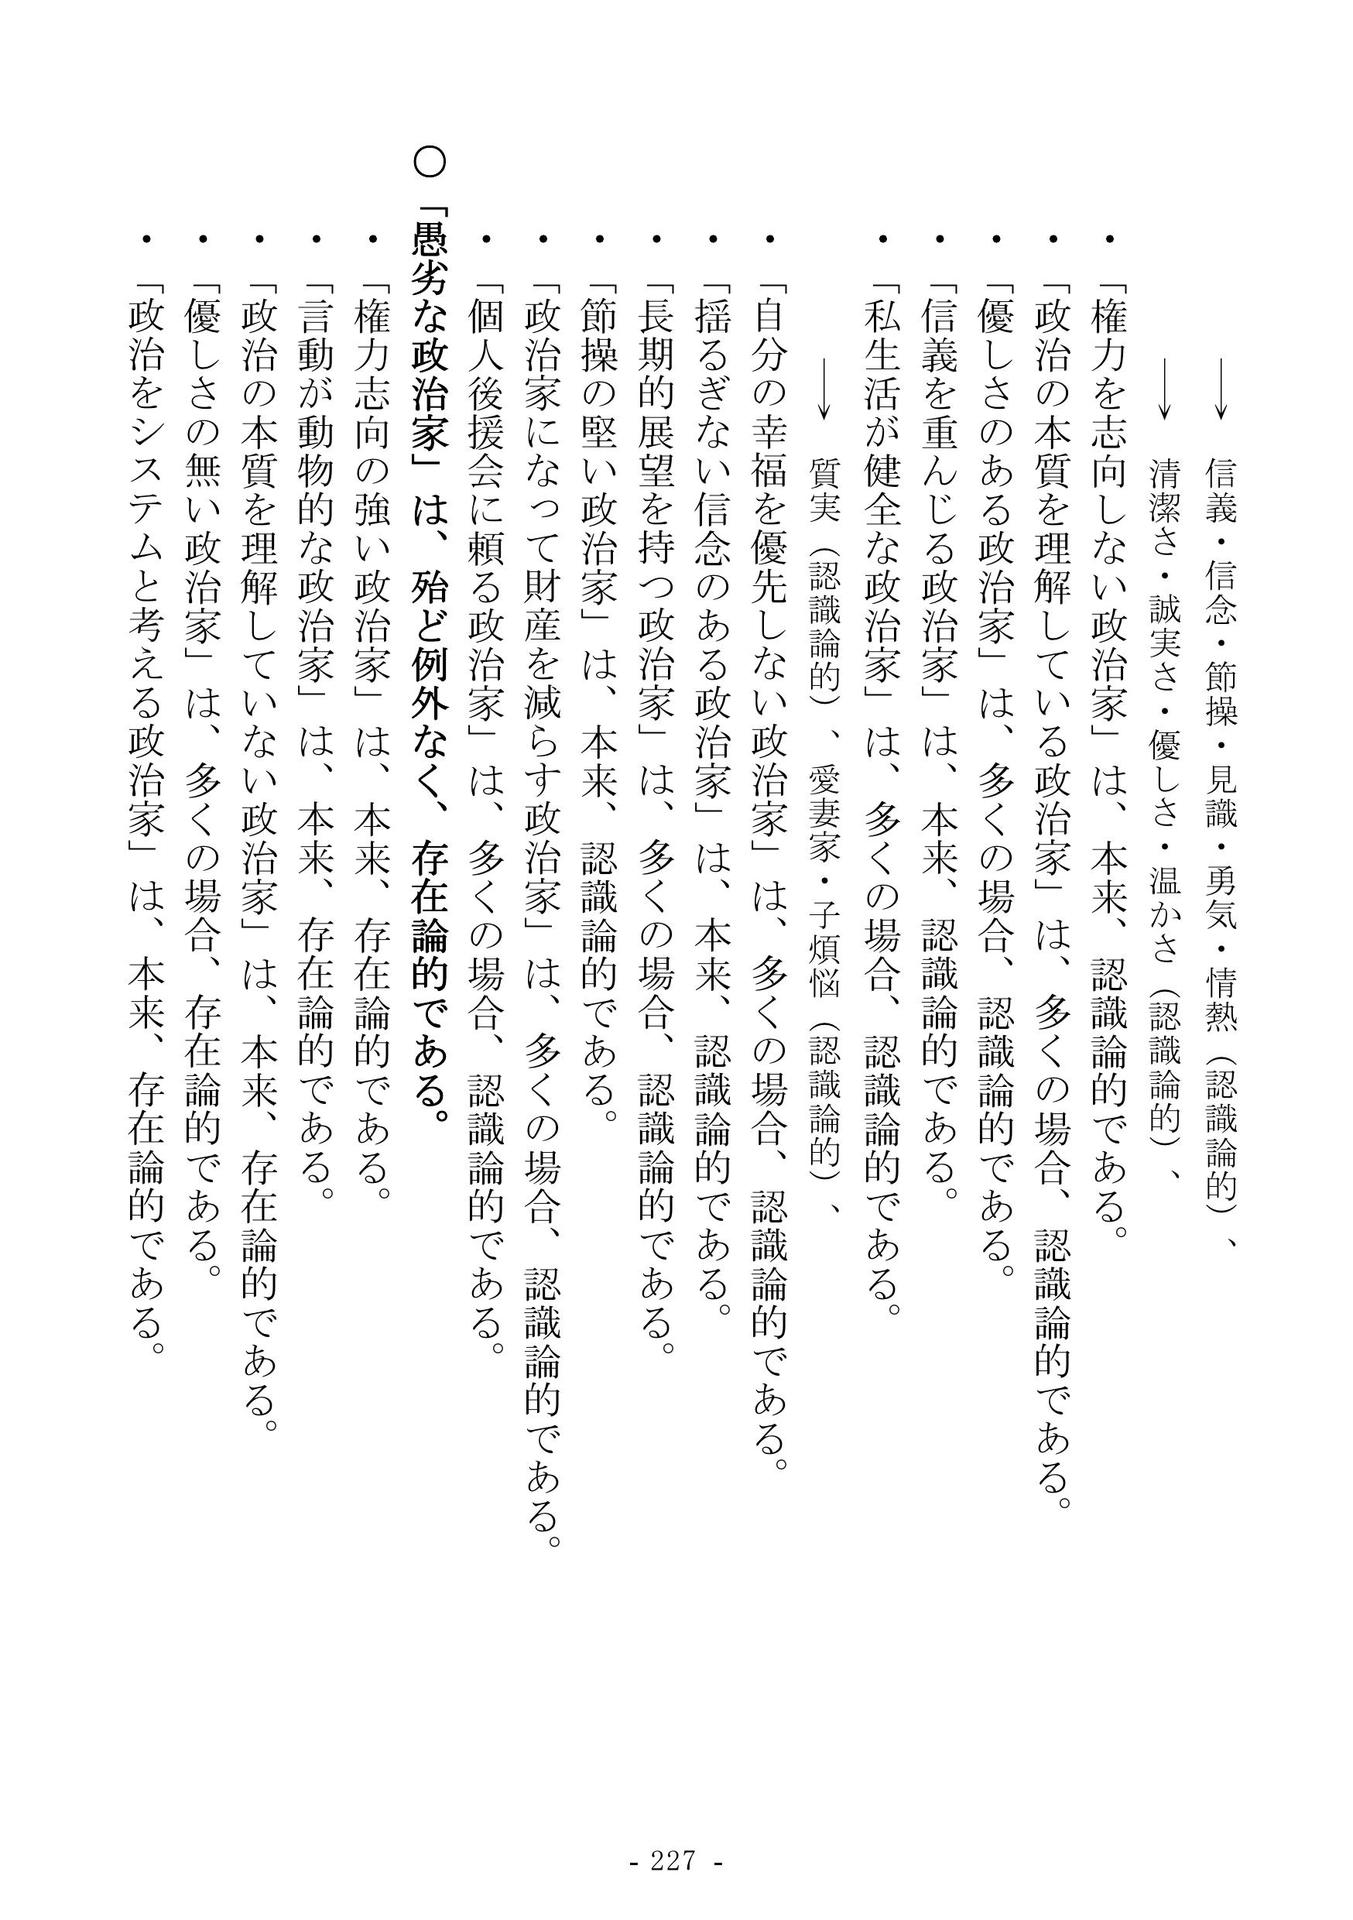 → 信義・信念・節操・見識・勇気・情熱（認識論的）、
→ 清潔さ・誠実さ・優しさ・温かさ（認識論的）、
・「権力を志向しない政治家」は、本来、認識論的である。
・「政治の本質を理解している政治家」は、多くの場合、認識論的である。
・「優しさのある政治家」は、多くの場合、認識論的である。
・「信義を重んじる政治家」は、本来、認識論的である。
・「私生活が健全な政治家」は、多くの場合、認識論的である。
→ 質実（認識論的）、愛妻家・子煩悩（認識論的）、
・「自分の幸福を優先しない政治家」は、多くの場合、認識論的である。
・「揺るぎない信念のある政治家」は、本来、認識論的である。
・「長期的展望を持つ政治家」は、多くの場合、認識論的である。
・「節操の堅い政治家」は、本来、認識論的である。
・「政治家になって財産を減らす政治家」は、多くの場合、認識論的である。
・「個人後援会に頼る政治家」は、多くの場合、認識論的である。
○「愚劣な政治家」は、殆ど例外なく、存在論的である。
・「権力志向の強い政治家」は、本来、存在論的である。
・「言動が動物的な政治家」は、本来、存在論的である。
・「政治の本質を理解していない政治家」は、本来、存在論的である。
・「優しさの無い政治家」は、多くの場合、存在論的である。
・「政治をシステムと考える政治家」は、本来、存在論的である。
- 227 -